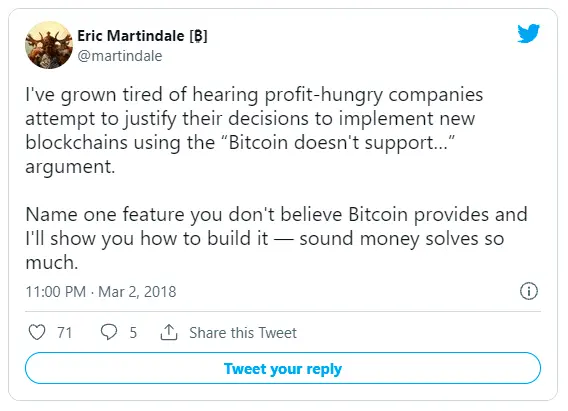 Eric Martindale [₿]
@martindale
I've grown tired of hearing profit-hungry companies
attempt to justify their decisions to implement new
blockchains using the “Bitcoin doesn't support...”
argument.
Name one feature you don't believe Bitcoin provides and
I'll show you how to build it — sound money solves so
much.
11:00 PM · Mar 2, 2018
71 5 Share this Tweet
Tweet your reply